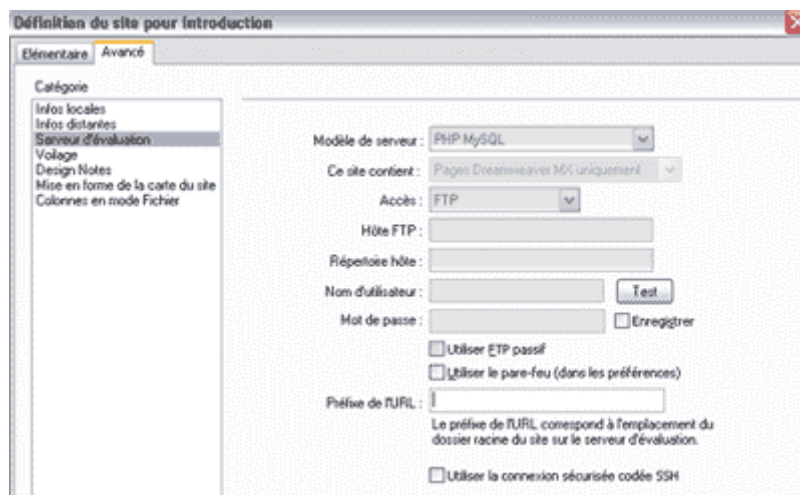 Définition du site pour introduction
Elémentaire Avancé
Catégorie
Infos locales
Infos distantes
Serveur d'évaluation
Voilage
Design Notes
Mise en forme de la carte du site
Colonnes en mode Fichier
Modèle de serveur : PHP MySQL
Ce site contient : Pages Dreamweaver MX uniquement
Accès : FTP
Hôte FTP :
Répertoire hôte :
Nom d'utilisateur : Test
Mot de passe : Enregistrer
Utiliser FTP passif
Utiliser le pare-feu (dans les préférences)
Préfixe de l'URL :
Le préfixe de l'URL correspond à l'emplacement du
dossier racine du site sur le serveur d'évaluation.
Utiliser la connexion sécurisée codée SSH